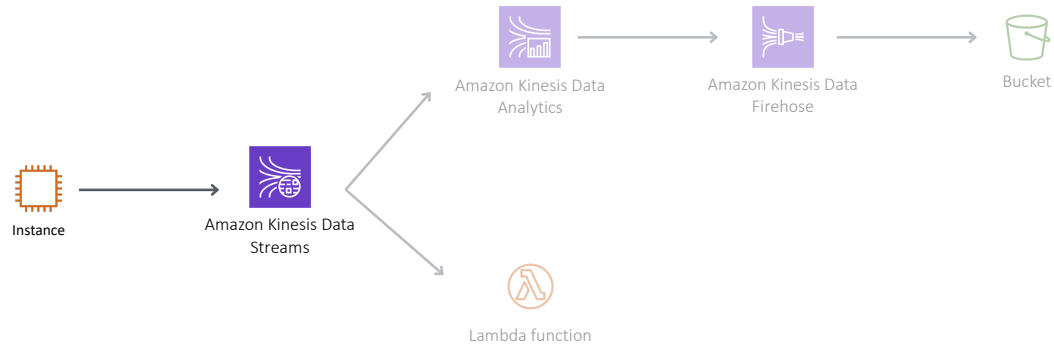 Amazon Kinesis Data
Analytics
Amazon Kinesis Data
Firehose
Bucket
Instance
Amazon Kinesis Data
Streams
Lambda function